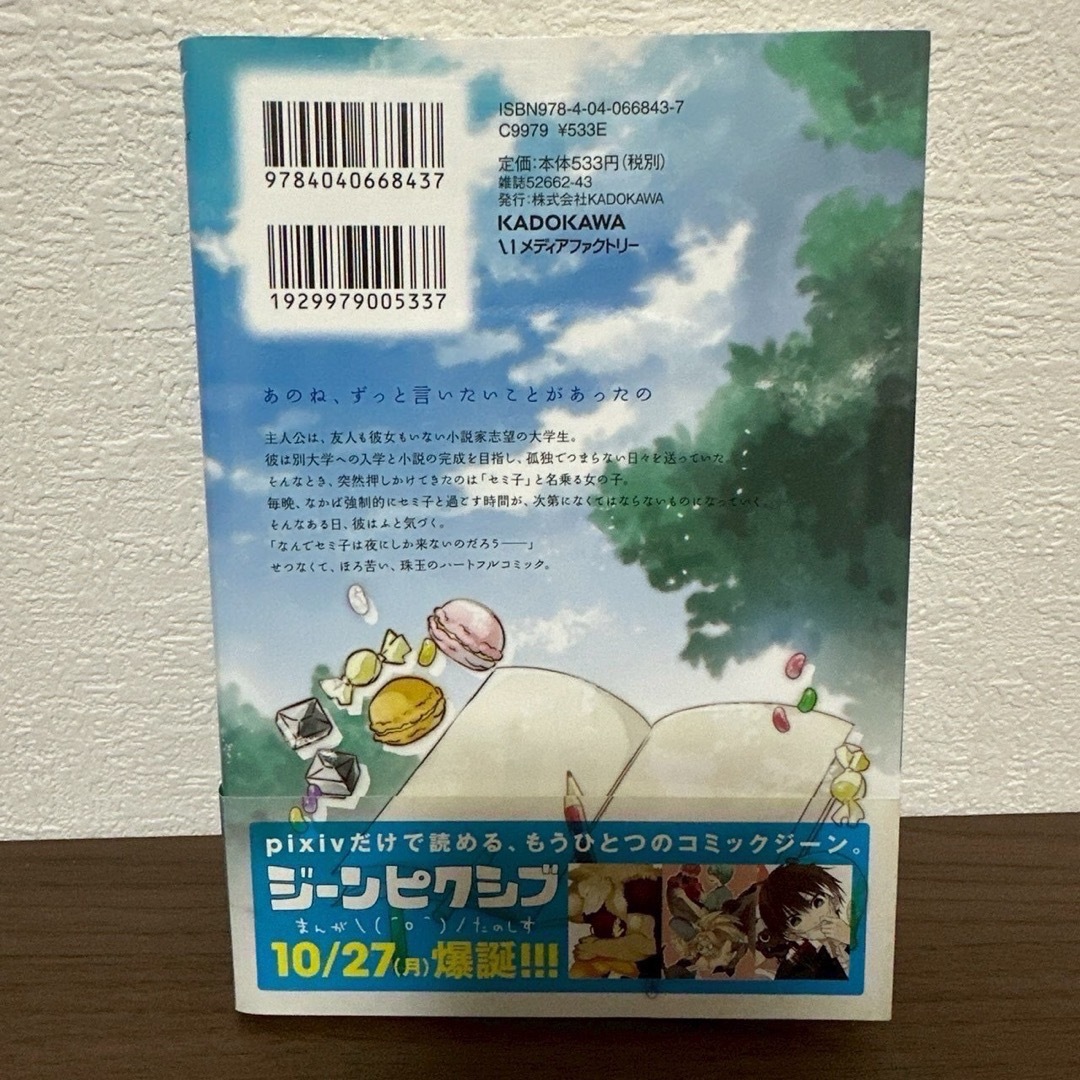 ISBN978-4-04-066843-7
C9979 ¥533E
定価:本体533円(税別)
雑誌52662-43
発行:株式会社KADOKAWA
KADOKAWA
メディアファクトリー
9784040668437
1929979005337
あのね、ずっと言いたいことがあったの
主人公は、友人も彼女もいない小説家志望の大学生。
彼は別大学への入学と小説の完成を目指し、孤独でつまらない日々を送っていた。
そんなとき、突然押しかけてきたのは「セミ子」と名乗る女の子。
毎晩、なかば強制的にセミ子と過ごす時間が、次第になくてはならないものになっていく。
そんなある日、彼はふと気づく。
「なんでセミ子は夜にしか来ないのだろう――」
せつなくて、ほろ苦い、珠玉のハートフルコミック。
pixivだけで読める、もうひとつのコミックジーン。
ジーンピクシブ
まんが\(^o^)/たのしす
10/27(月)爆誕!!!